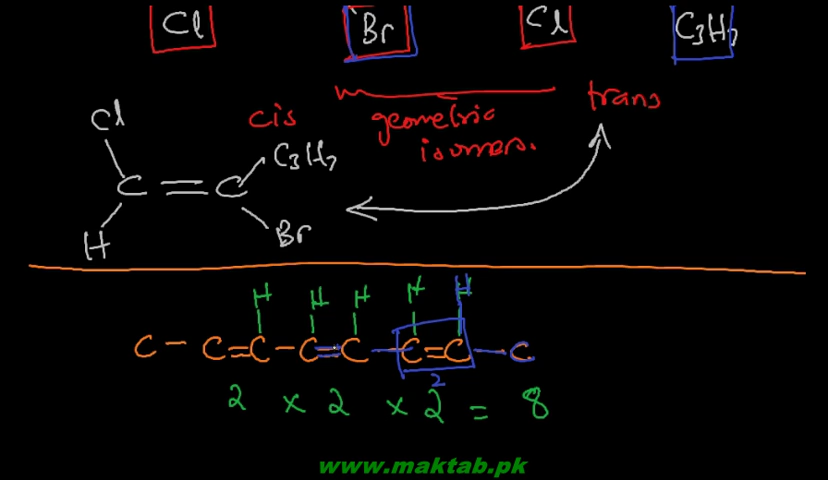 Cl Br Cl C3H7
Cl cis geometric trans
isomers.
C3H7
C = C
H Br
H H H H H
C - C = C - C = C - C = C - C
2
2 x 2 x 2 = 8
www.maktab.pk